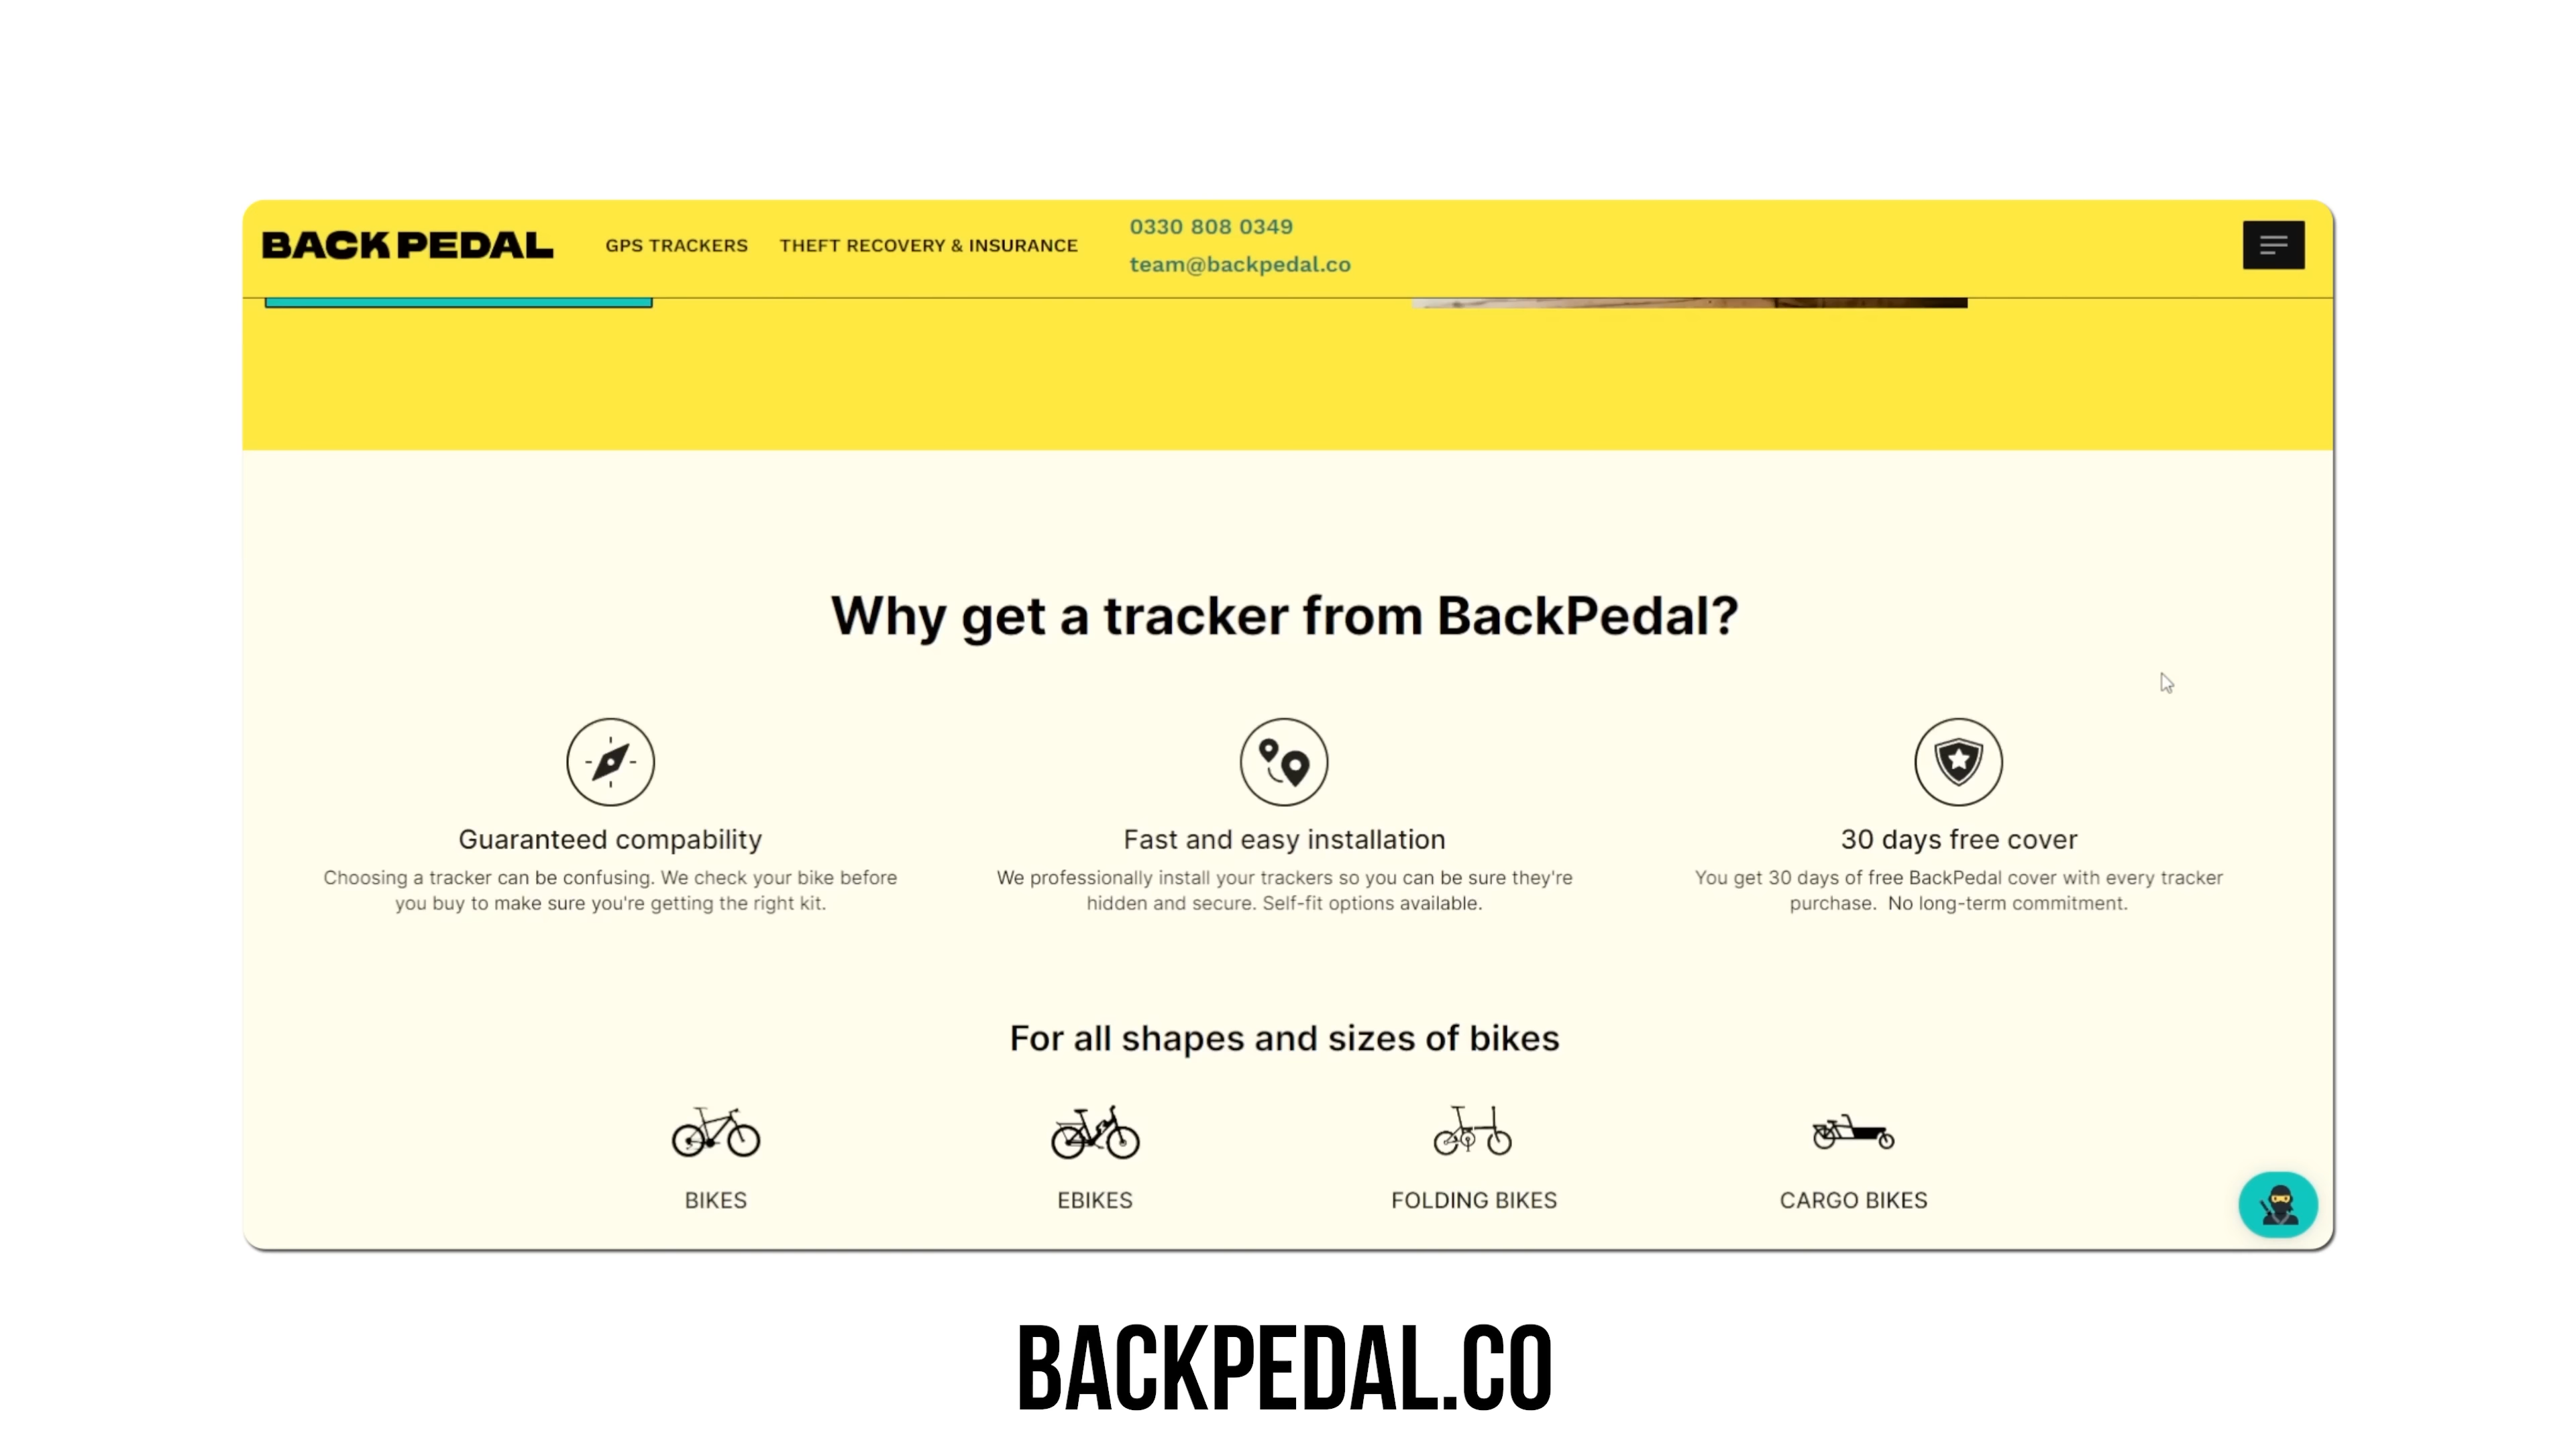 BACK PEDAL
GPS TRACKERS
THEFT RECOVERY & INSURANCE
0330 808 0349
team@backpedal.co
Why get a tracker from BackPedal?
Guaranteed compability
Choosing a tracker can be confusing. We check your bike before
you buy to make sure you're getting the right kit.
Fast and easy installation
We professionally install your trackers so you can be sure they're
hidden and secure. Self-fit options available.
30 days free cover
You get 30 days of free BackPedal cover with every tracker
purchase. No long-term commitment.
For all shapes and sizes of bikes
BIKES
EBIKES
FOLDING BIKES
CARGO BIKES
BACKPEDAL.CO